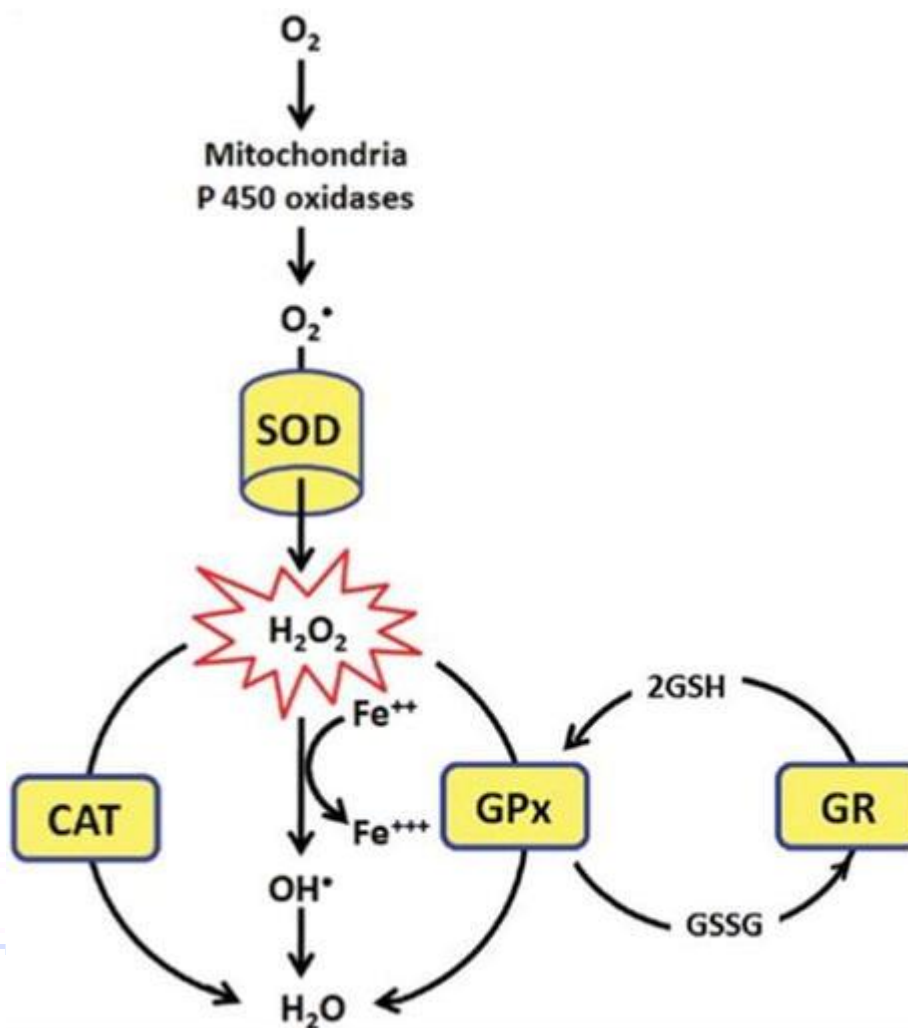 O₂
Mitochondria
P 450 oxidases
O₂•
SOD
H₂O₂
Fe⁺⁺
2GSH
CAT
GPx
GR
Fe⁺⁺⁺
OH•
GSSG
H₂O